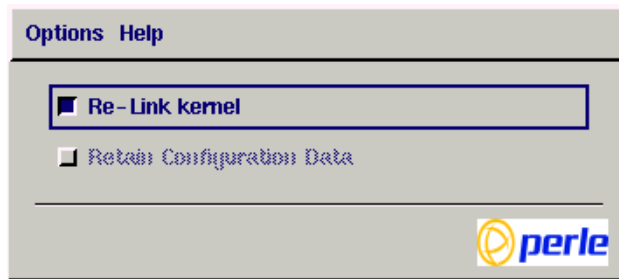 Options Help
Re-Link kernel
Retain Configuration Data
perle